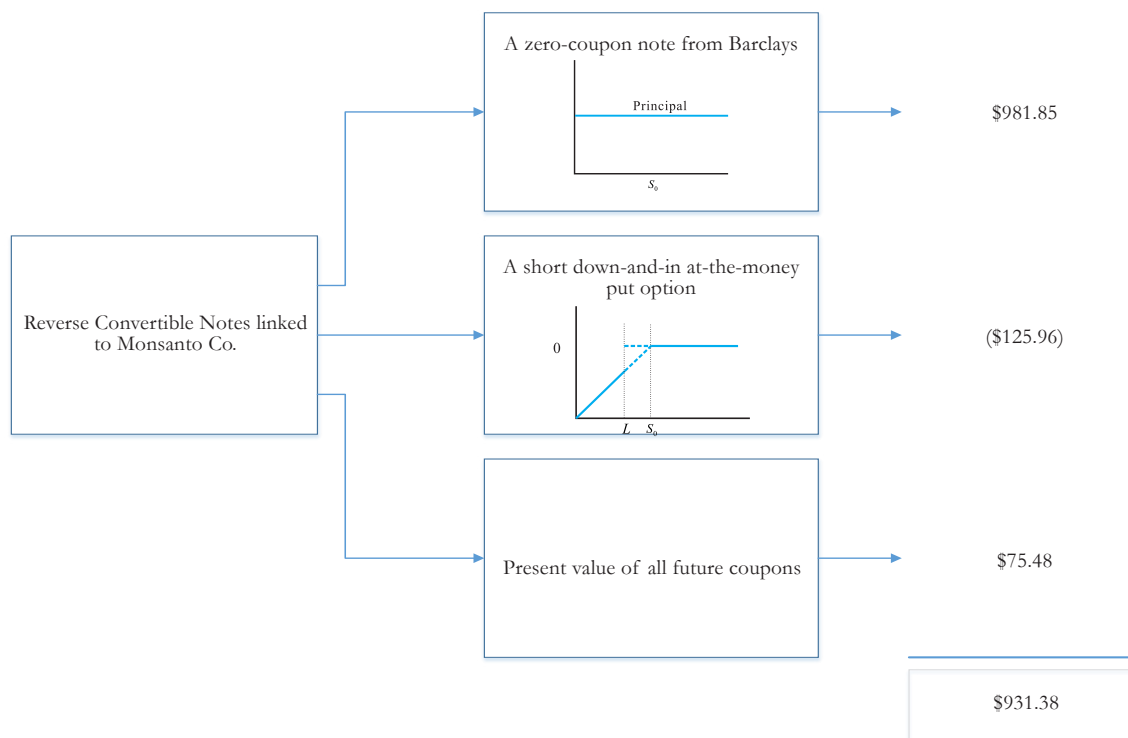 A zero-coupon note from Barclays
Principal
S₀
$981.85
Reverse Convertible Notes linked
to Monsanto Co.
A short down-and-in at-the-money
put option
0
L S₀
($125.96)
Present value of all future coupons
$75.48
$931.38